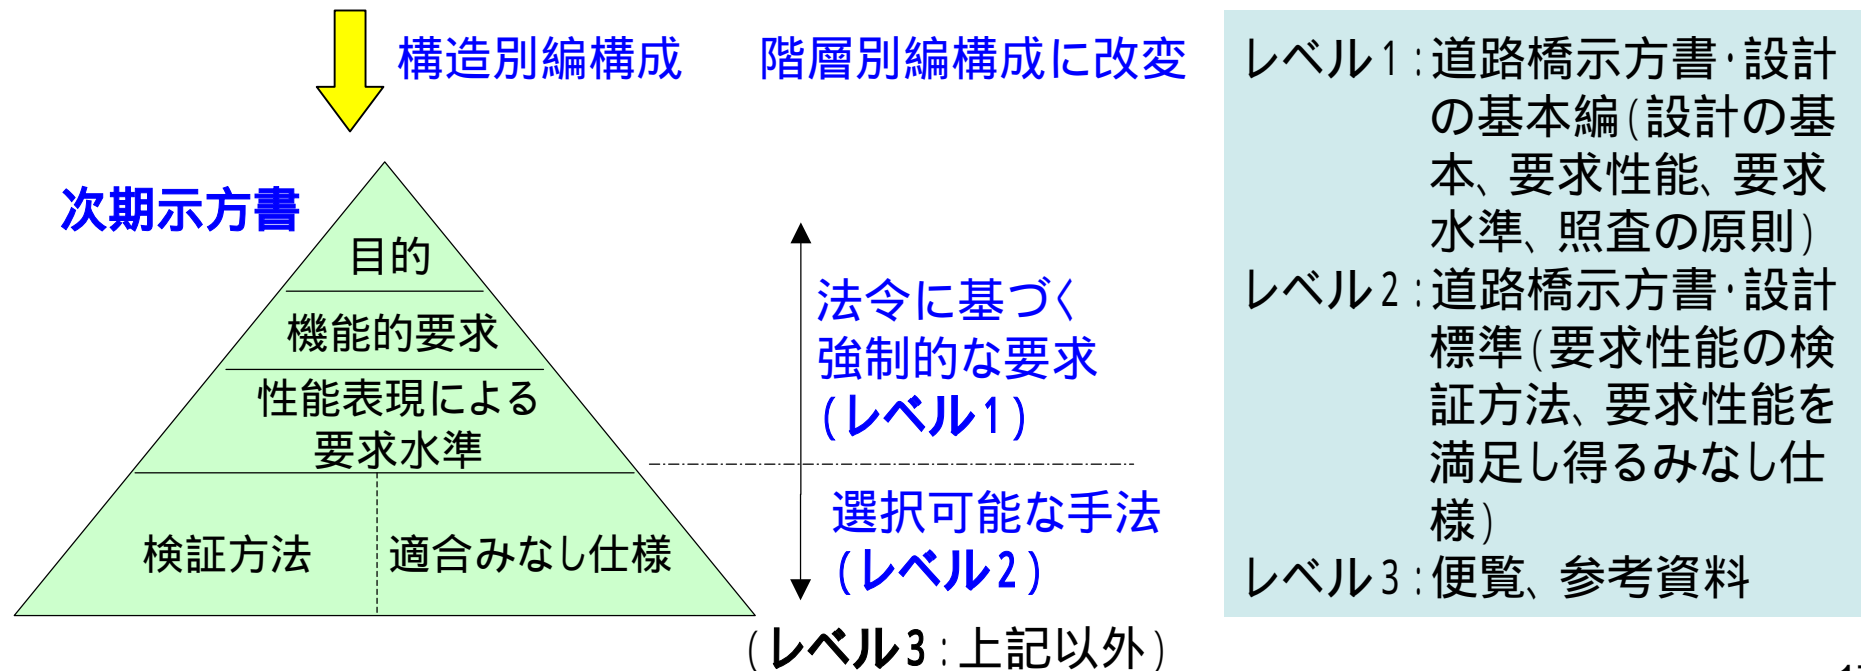 構造別編構成　　階層別編構成に改変
次期示方書
目的
機能的要求
性能表現による
要求水準
検証方法
適合みなし仕様
法令に基づく
強制的な要求
(レベル1)
選択可能な手法
(レベル2)
(レベル3:上記以外)
レベル1:道路橋示方書・設計
の基本編(設計の基
本、要求性能、要求
水準、照査の原則)
レベル2:道路橋示方書・設計
標準(要求性能の検
証方法、要求性能を
満足し得るみなし仕
様)
レベル3:便覧、参考資料